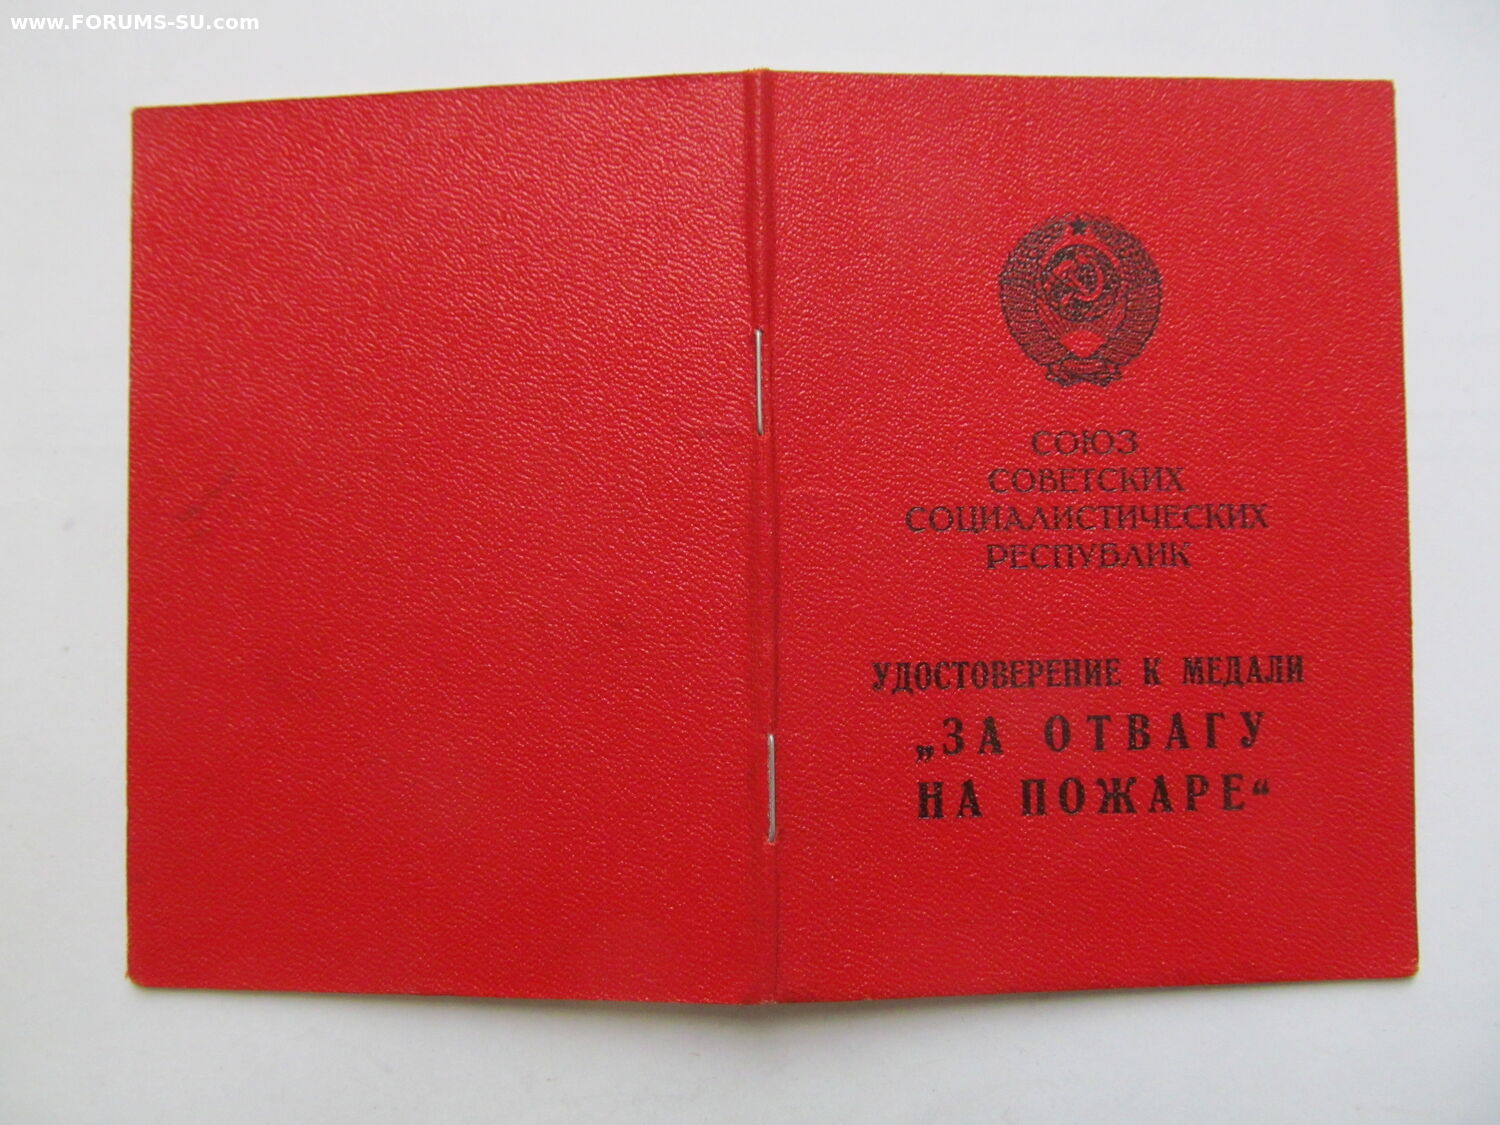 www.FORUMS-SU.com
СОЮЗ
СОВЕТСКИХ
СОЦИАЛИСТИЧЕСКИХ
РЕСПУБЛИК
УДОСТОВЕРЕНИЕ К МЕДАЛИ
„ЗА ОТВАГУ
НА ПОЖАРЕ“